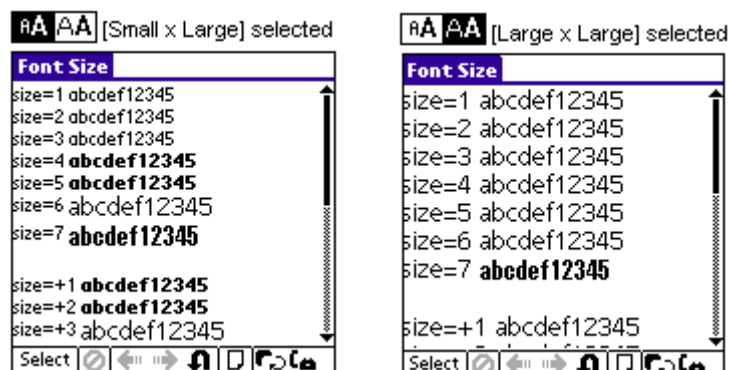 AA AA [Small x Large] selected
Font Size
size=1 abcdef12345
size=2 abcdef12345
size=3 abcdef12345
size=4 abcdef12345
size=5 abcdef12345
size=6 abcdef12345
size=7 abcdef12345
size=+1 abcdef12345
size=+2 abcdef12345
size=+3 abcdef12345
Select
AA AA [Large x Large] selected
Font Size
size=1 abcdef12345
size=2 abcdef12345
size=3 abcdef12345
size=4 abcdef12345
size=5 abcdef12345
size=6 abcdef12345
size=7 abcdef12345
size=+1 abcdef12345
Select